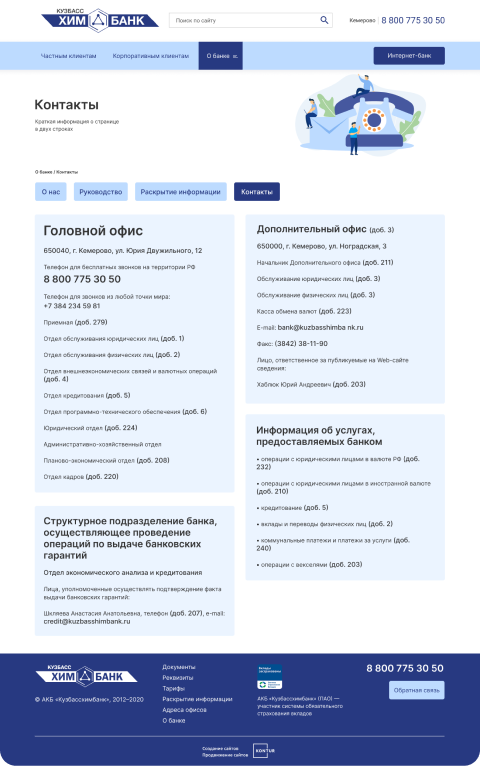 КУЗБАСС
ХИМ БАНК
Поиск по сайту
Кемерово 8 800 775 30 50
Частным клиентам
Корпоративным клиентам
О банке
Интернет-банк
Контакты
Краткая информация о странице
в двух строках
О банке / Контакты
О нас
Руководство
Раскрытие информации
Контакты
Головной офис
650040, г. Кемерово, ул. Юрия Двужильного, 12
Телефон для бесплатных звонков на территории РФ
8 800 775 30 50
Телефон для звонков из любой точки мира:
+7 384 234 59 81
Приемная (доб. 279)
Отдел обслуживания юридических лиц (доб. 1)
Отдел обслуживания физических лиц (доб. 2)
Отдел внешнеэкономических связей и валютных операций
(доб. 4)
Отдел кредитования (доб. 5)
Отдел программно-технического обеспечения (доб. 6)
Юридический отдел (доб. 224)
Административно-хозяйственный отдел
Планово-экономический отдел (доб. 208)
Отдел кадров (доб. 220)
Структурное подразделение банка,
осуществляющее проведение
операций по выдаче банковских
гарантий
Отдел экономического анализа и кредитования
Лица, уполномоченные осуществлять подтверждение факта
выдачи банковских гарантий:
Шкляева Анастасия Анатольевна, телефон (доб. 207), e-mail:
credit@kuzbasshimbank.ru
Дополнительный офис (доб. 3)
650000, г. Кемерово, ул. Ноградская, 3
Начальник Дополнительного офиса (доб. 211)
Обслуживание юридических лиц (доб. 3)
Обслуживание физических лиц (доб. 3)
Касса обмена валют (доб. 223)
E-mail: bank@kuzbasshimba nk.ru
Факс: (3842) 38-11-90
Лицо, ответственное за публикуемые на Web-сайте
сведения:
Хаблюк Юрий Андреевич (доб. 203)
Информация об услугах,
предоставляемых банком
• операции с юридическими лицами в валюте РФ (доб.
232)
• операции с юридическими лицами в иностранной валюте
(доб. 210)
• кредитование (доб. 5)
• вклады и переводы физических лиц (доб. 2)
• коммунальные платежи и платежи за услуги (доб.
240)
• операции с векселями (доб. 203)
КУЗБАСС
ХИМ БАНК
© АКБ «Кузбассхимбанк», 2012–2020
Документы
Реквизиты
Тарифы
Раскрытие информации
Адреса офисов
О банке
Вклады
застрахованы
АКБ «Кузбассхимбанк» (ПАО) —
участник системы обязательного
страхования вкладов
8 800 775 30 50
Обратная связь
Создание сайтов
Продвижение сайтов
KONTUR